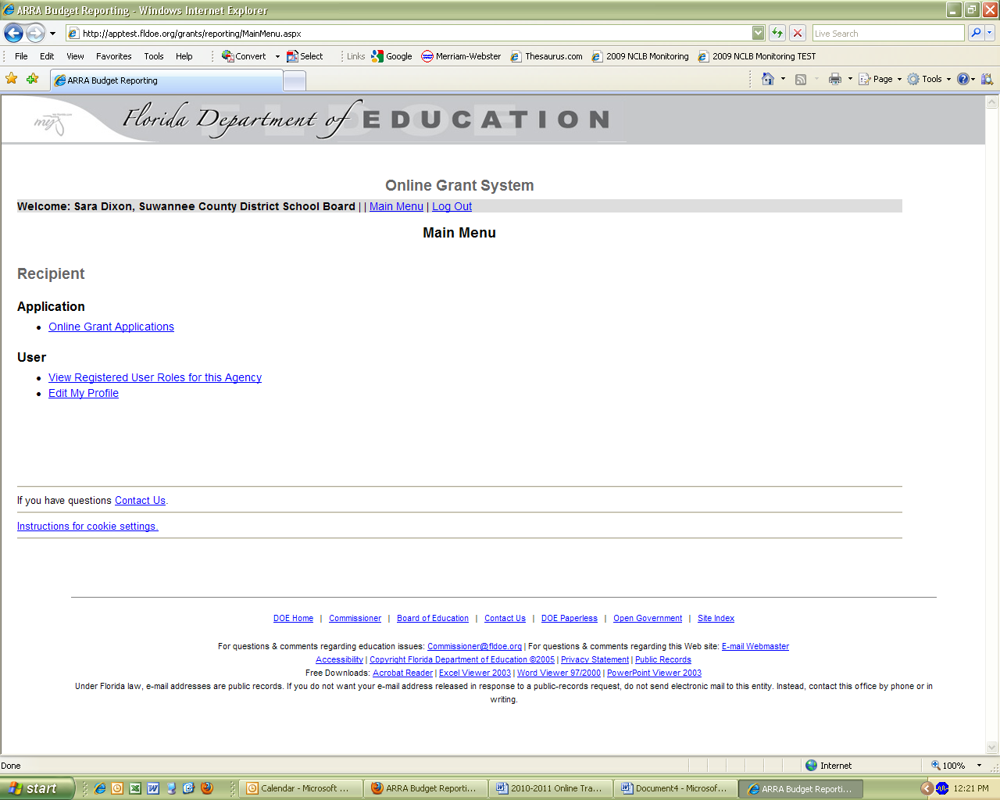 ARRA Budget Reporting - Windows Internet Explorer
http://apptest.fldoe.org/grants/reporting/MainMenu.aspx
Live Search
File Edit View Favorites Tools Help Convert Select Links Google Merriam-Webster Thesaurus.com 2009 NCLB Monitoring 2009 NCLB Monitoring TEST
ARRA Budget Reporting Page Tools
Florida Department of EDUCATION
Online Grant System
Welcome: Sara Dixon, Suwannee County District School Board | | Main Menu | Log Out
Main Menu
Recipient
Application
• Online Grant Applications
User
• View Registered User Roles for this Agency
• Edit My Profile
If you have questions Contact Us.
Instructions for cookie settings.
DOE Home | Commissioner | Board of Education | Contact Us | DOE Paperless | Open Government | Site Index
For questions & comments regarding education issues: Commissioner@fldoe.org | For questions & comments regarding this Web site: E-mail Webmaster
Accessibility | Copyright Florida Department of Education ©2005 | Privacy Statement | Public Records
Free Downloads: Acrobat Reader | Excel Viewer 2003 | Word Viewer 97/2000 | PowerPoint Viewer 2003
Under Florida law, e-mail addresses are public records. If you do not want your e-mail address released in response to a public-records request, do not send electronic mail to this entity. Instead, contact this office by phone or in
writing.
Done Internet 100%
start Calendar - Microsoft ... ARRA Budget Reporti... 2010-2011 Online Tra... Document4 - Microsof... ARRA Budget Reporti... 12:21 PM